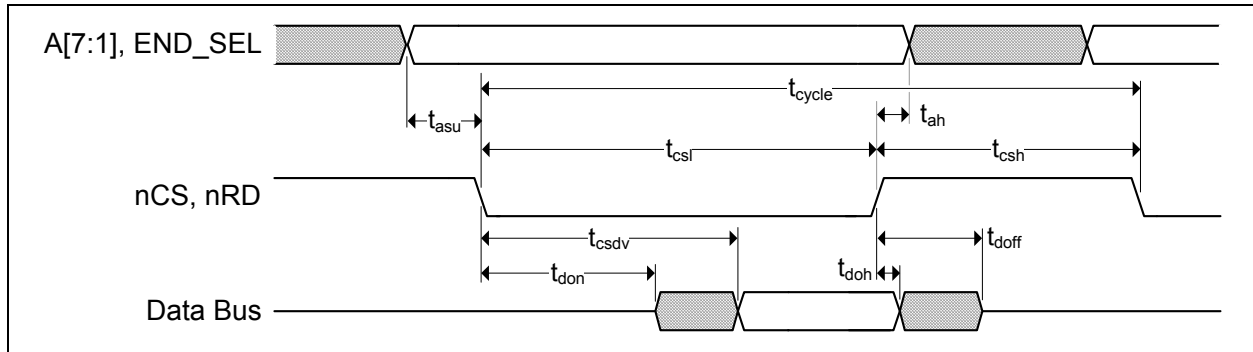 A[7:1], END_SEL
tcycle
tasu
tah
tcsl
tcsh
nCS, nRD
tcsdv
tdoff
tdon
tdoh
Data Bus